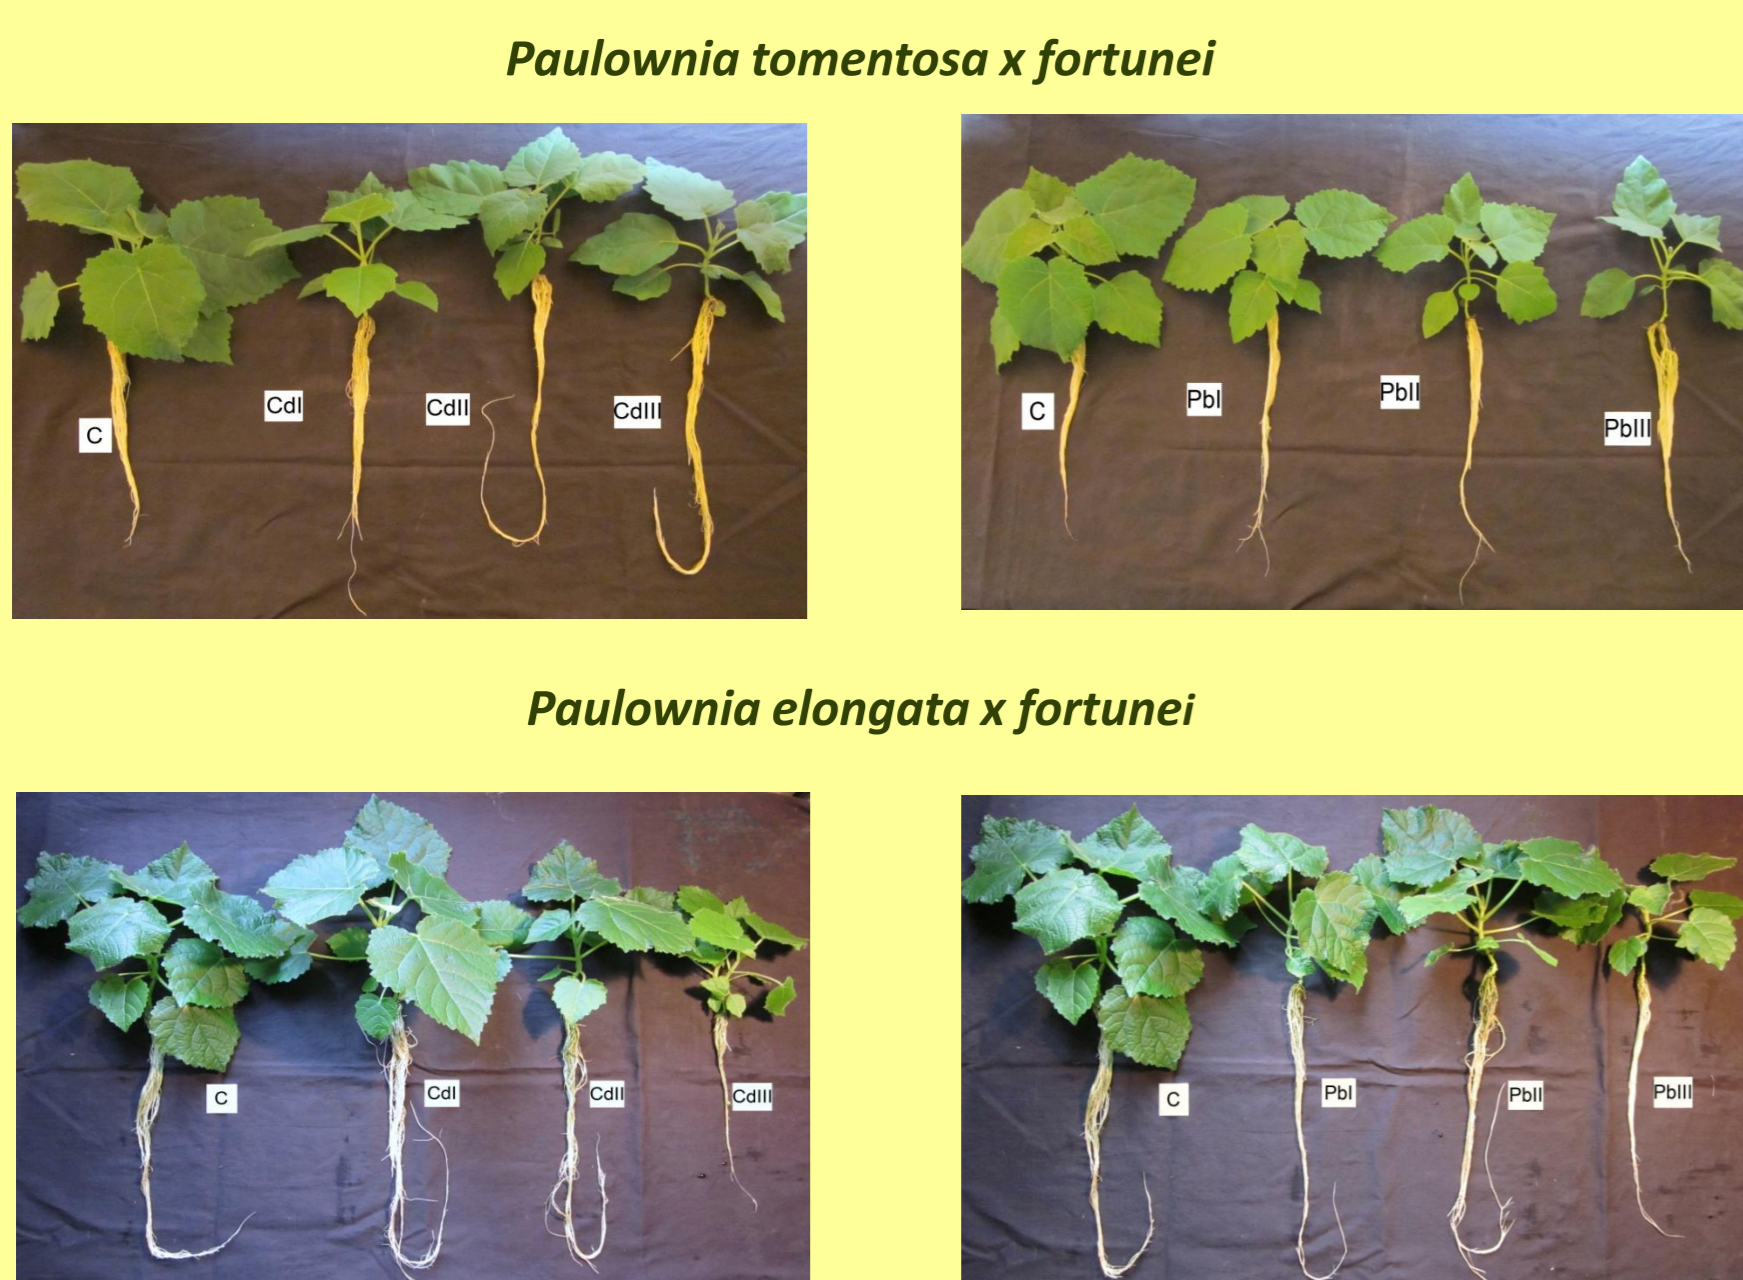 Paulownia tomentosa x fortunei
C
CdI
CdII
CdIII
C
PbI
PbII
PbIII
Paulownia elongata x fortunei
C
CdI
CdII
CdIII
C
PbI
PbII
PbIII